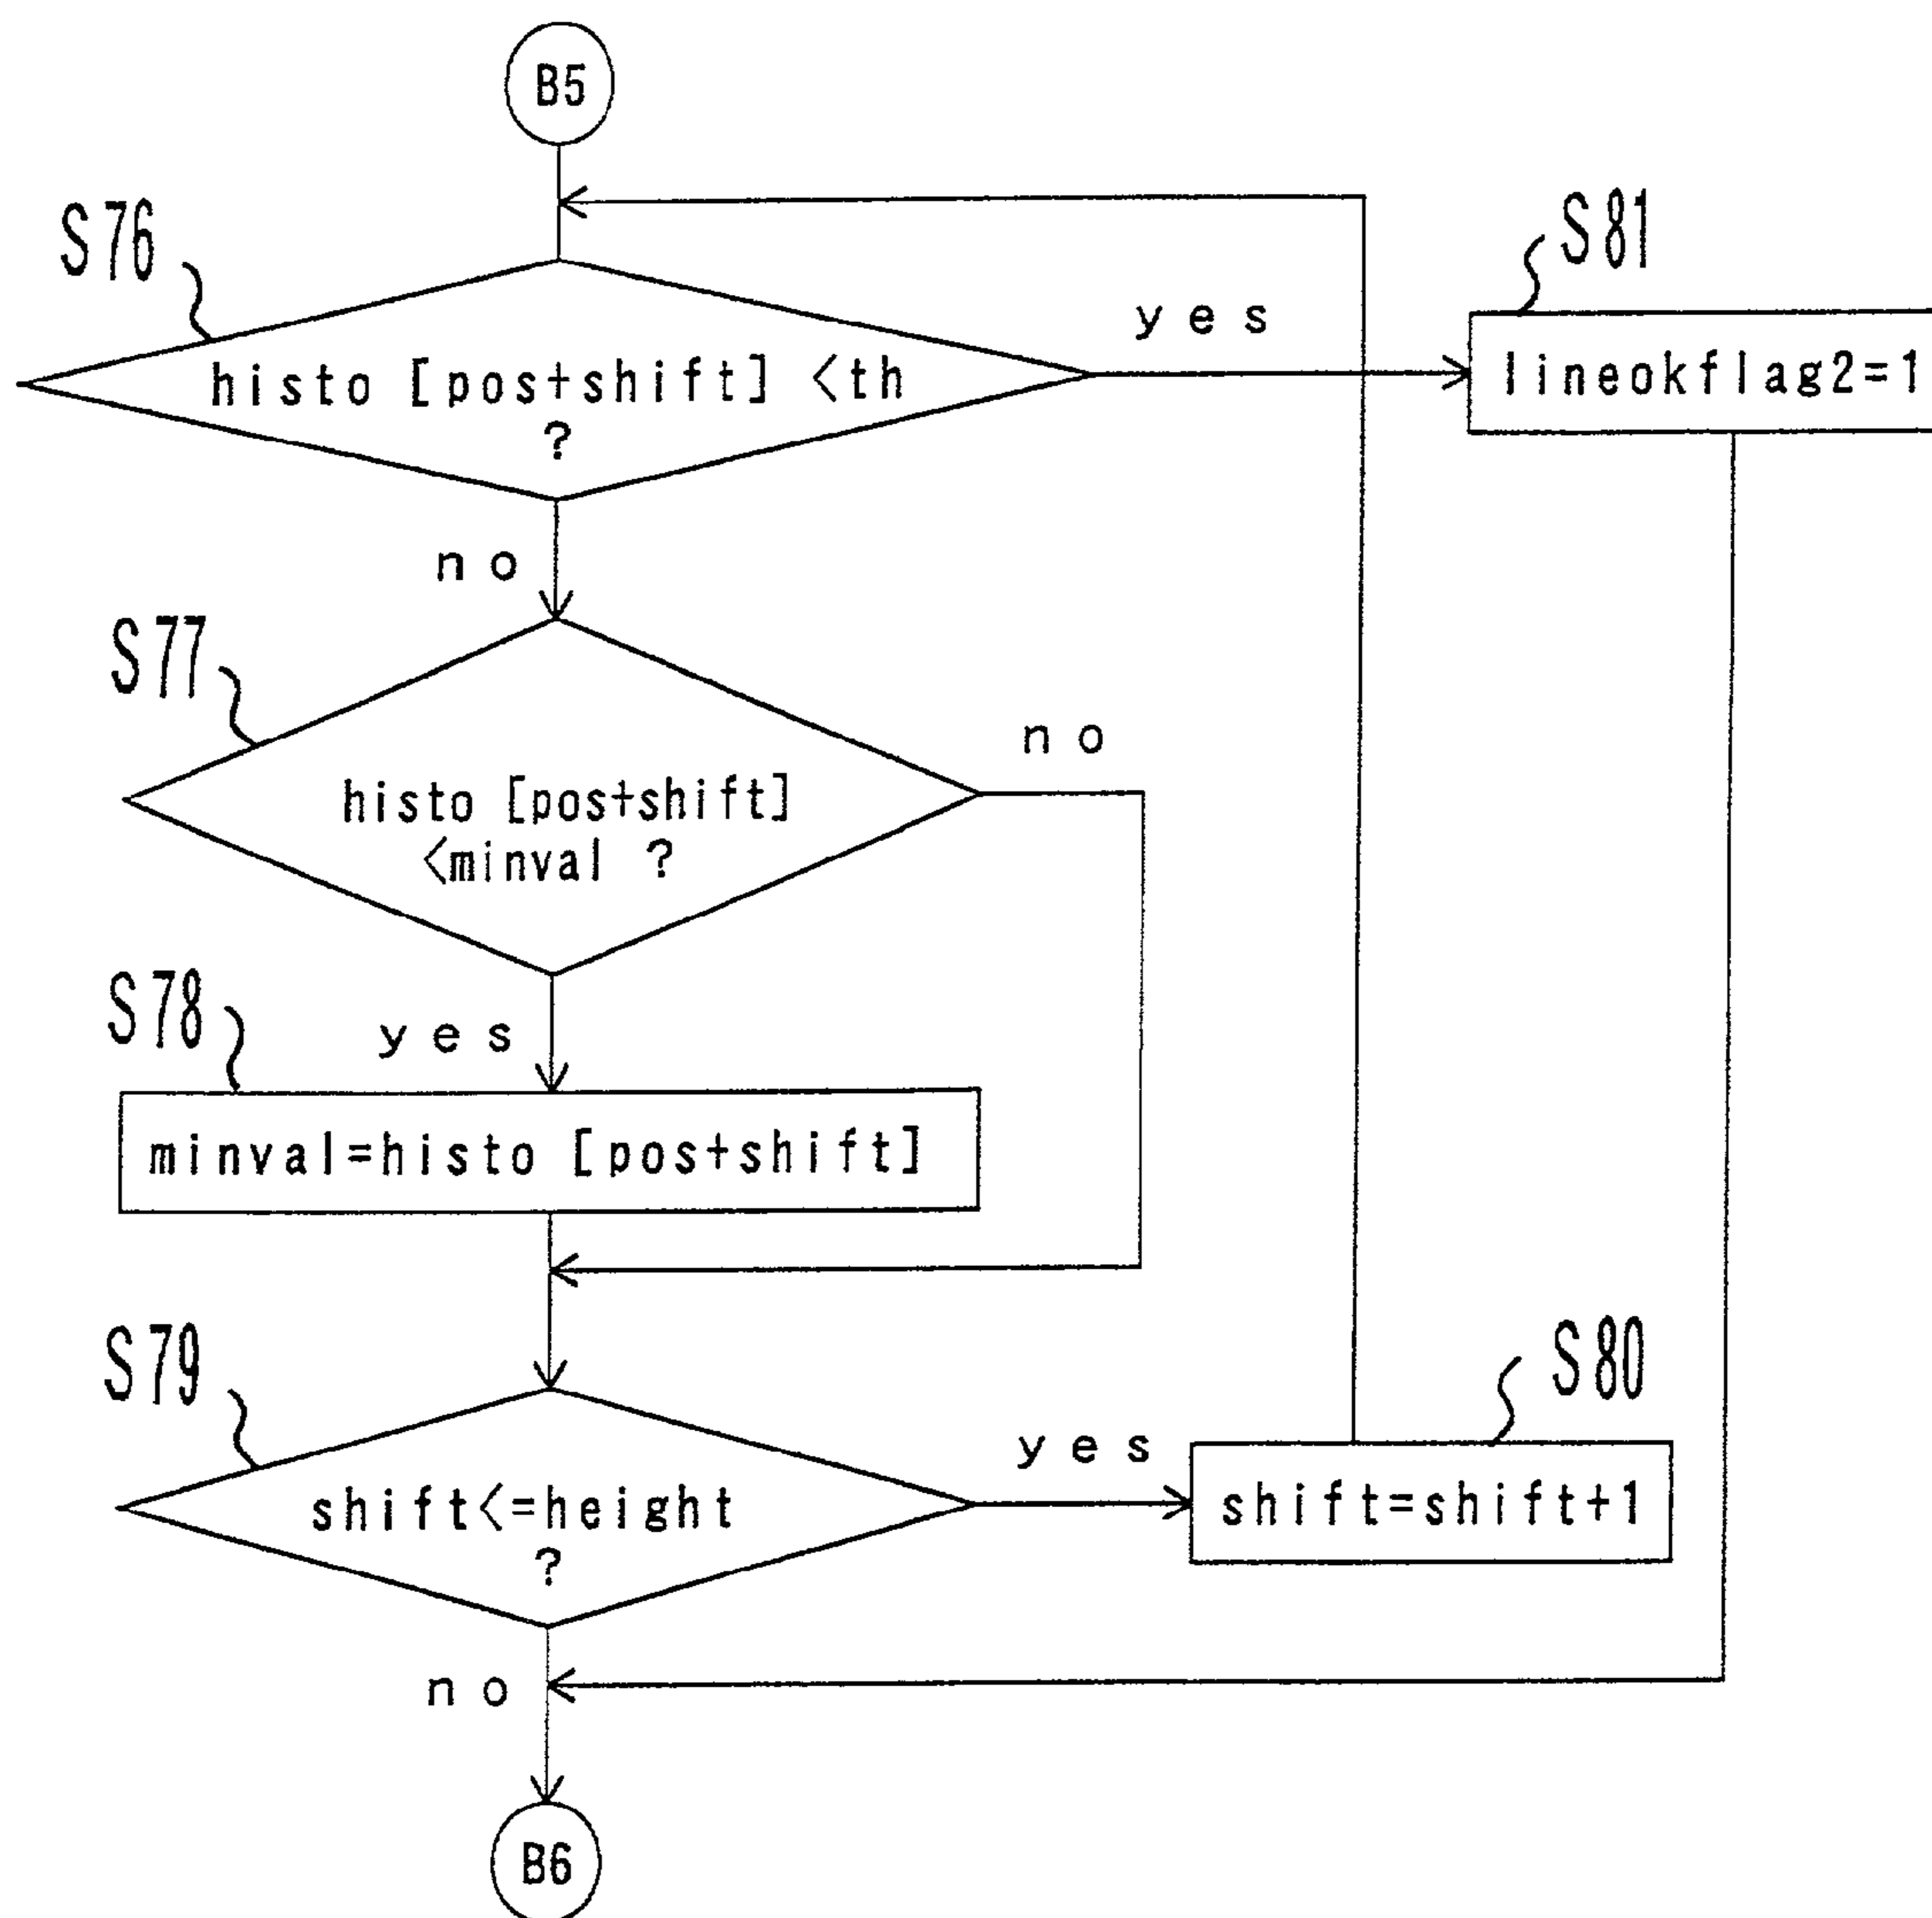 B5
S76
S81
yes
histo [pos+shift] <th
?
lineokflag2=1
no
S77
no
histo [pos+shift]
<minval ?
S78
yes
minval=histo [pos+shift]
S79
S80
yes
shift<=height
?
shift=shift+1
no
B6